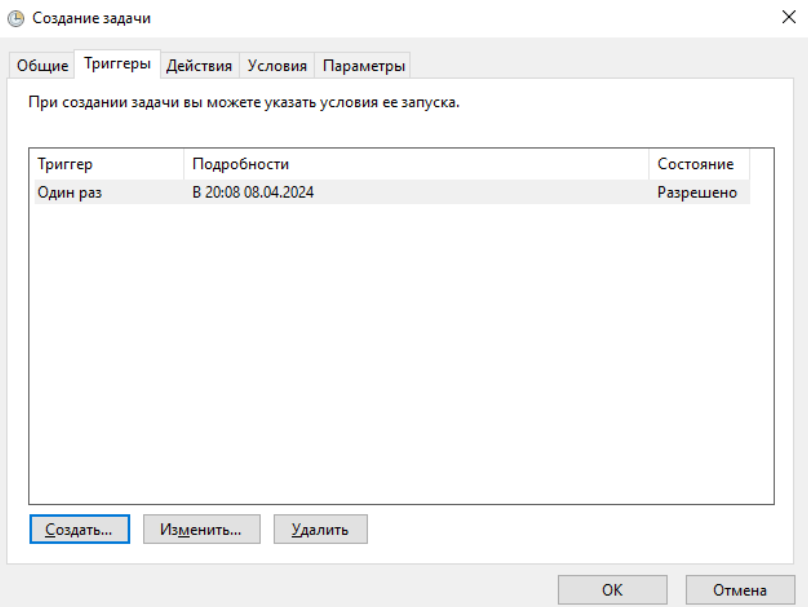 Создание задачи
Общие Триггеры Действия Условия Параметры
При создании задачи вы можете указать условия ее запуска.
Триггер Подробности Состояние
Один раз В 20:08 08.04.2024 Разрешено
Создать... Изменить... Удалить
ОК Отмена